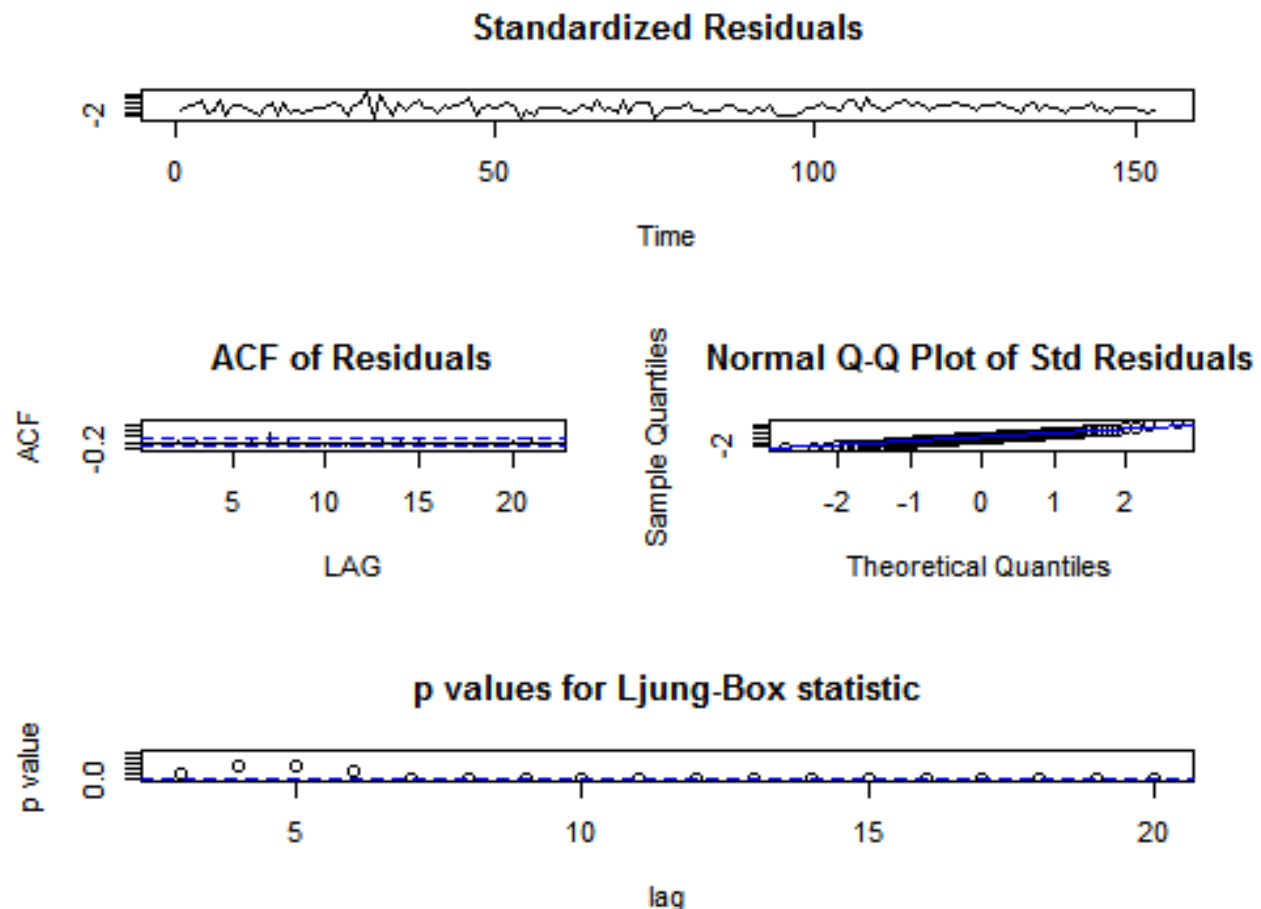 Standardized Residuals
-2
0 50 100 150
Time
ACF of Residuals
ACF
-0.2
5 10 15 20
LAG
Normal Q-Q Plot of Std Residuals
Sample Quantiles
-2
-2 -1 0 1 2
Theoretical Quantiles
p values for Ljung-Box statistic
p value
0.0
5 10 15 20
lag